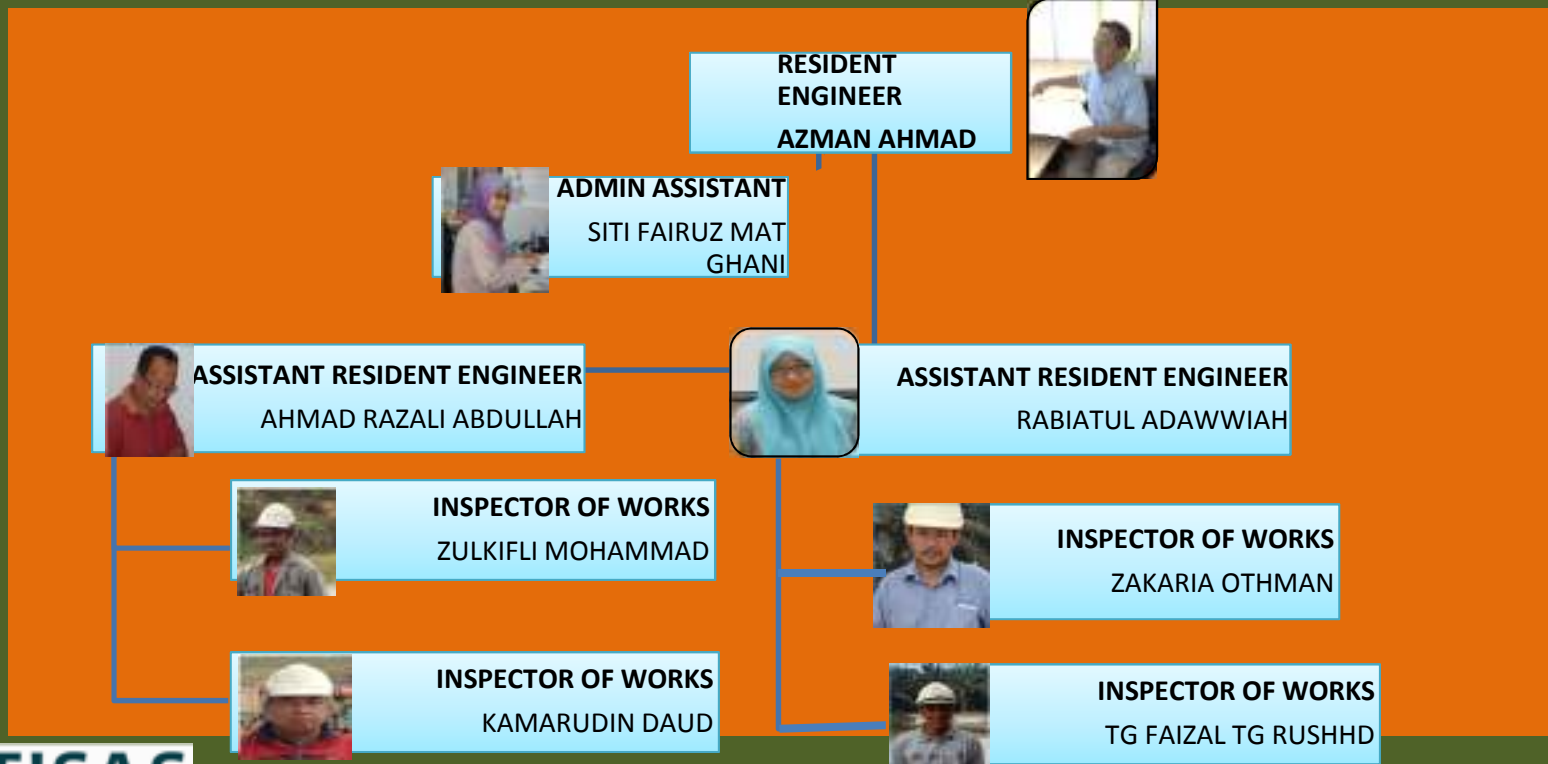 RESIDENT
ENGINEER
AZMAN AHMAD
ADMIN ASSISTANT
SITI FAIRUZ MAT
GHANI
ASSISTANT RESIDENT ENGINEER
AHMAD RAZALI ABDULLAH
ASSISTANT RESIDENT ENGINEER
RABIATUL ADAWWIAH
INSPECTOR OF WORKS
ZULKIFLI MOHAMMAD
INSPECTOR OF WORKS
ZAKARIA OTHMAN
INSPECTOR OF WORKS
KAMARUDIN DAUD
INSPECTOR OF WORKS
TG FAIZAL TG RUSHHD